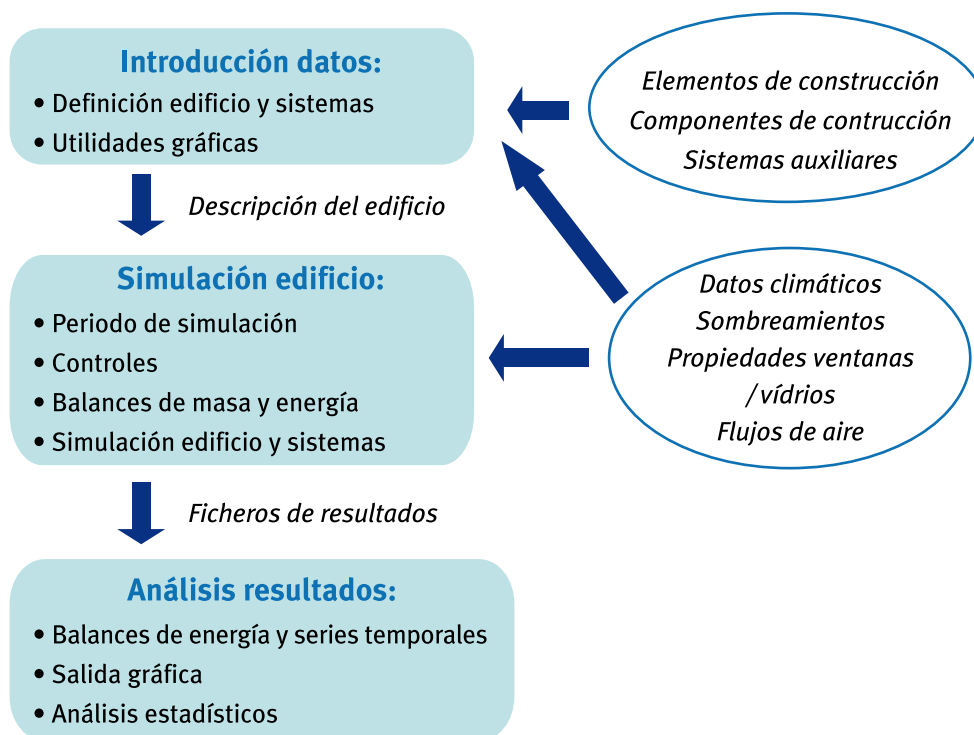 Introducción datos:
• Definición edificio y sistemas
• Utilidades gráficas
Elementos de construcción
Componentes de contrucción
Sistemas auxiliares
Descripción del edificio
Simulación edificio:
• Periodo de simulación
• Controles
• Balances de masa y energía
• Simulación edificio y sistemas
Datos climáticos
Sombreamientos
Propiedades ventanas
/vídrios
Flujos de aire
Ficheros de resultados
Análisis resultados:
• Balances de energía y series temporales
• Salida gráfica
• Análisis estadísticos